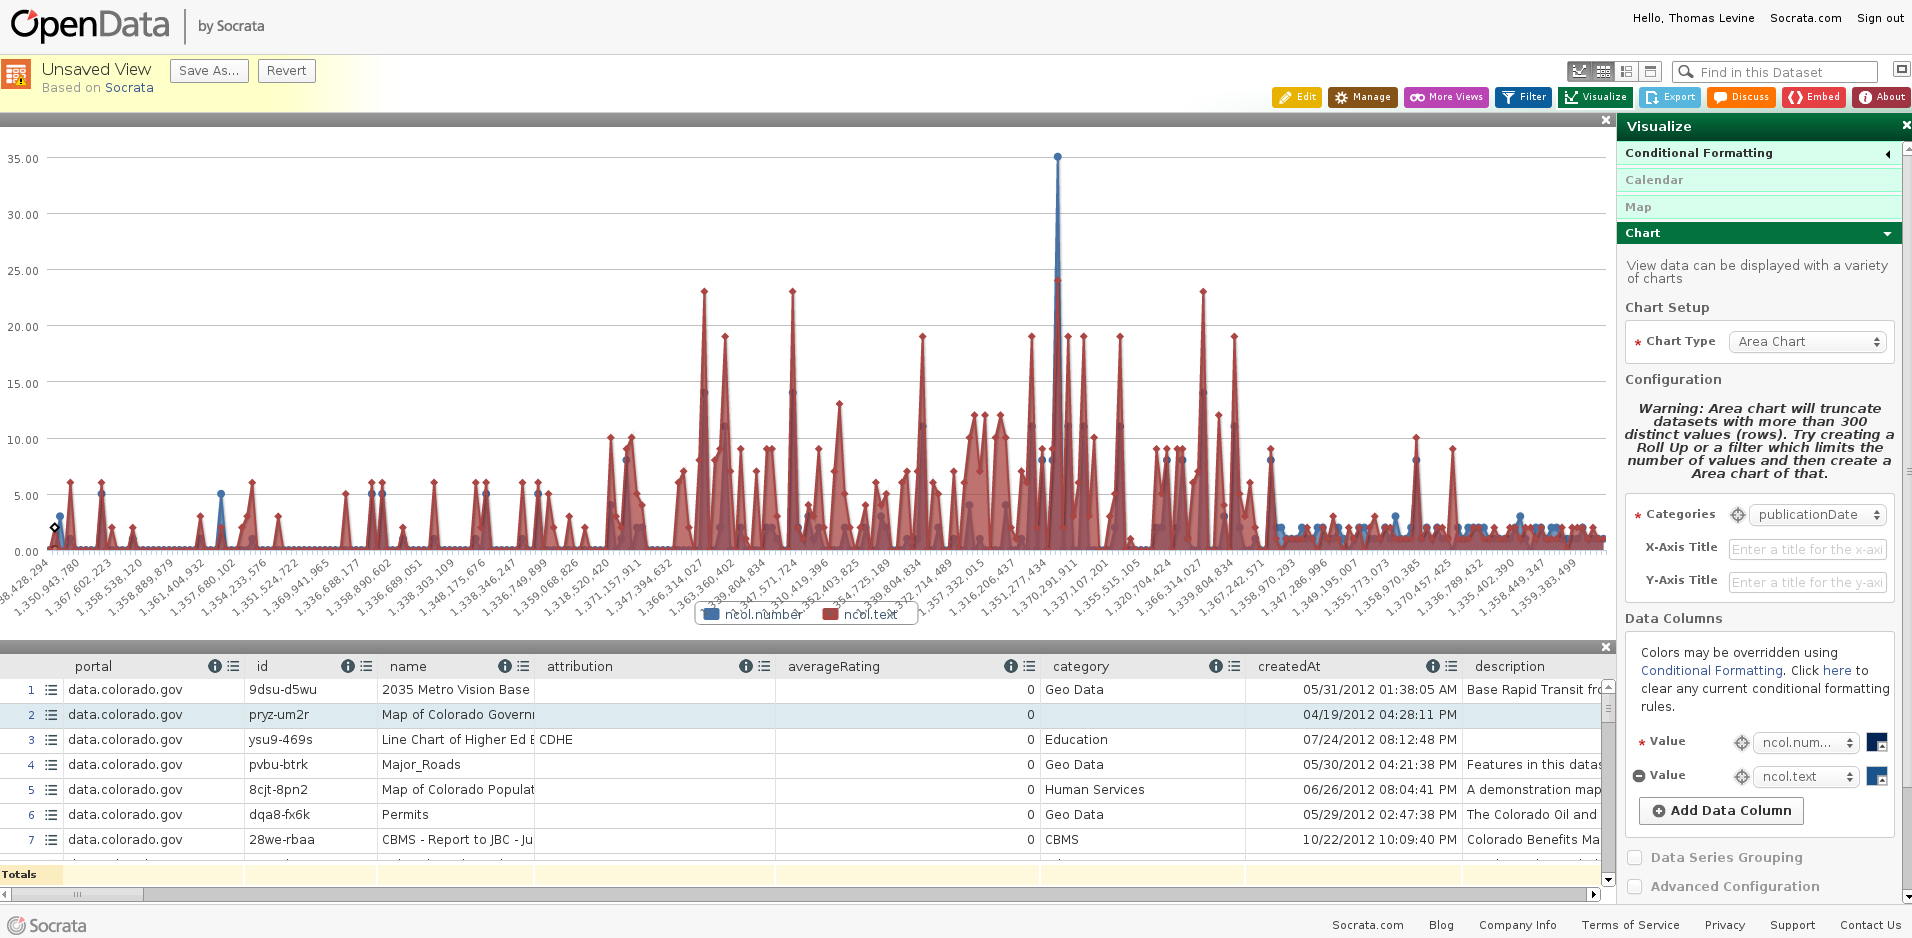 OpenData by Socrata
Hello, Thomas Levine Socrata.com Sign out
Unsaved View Save As... Revert
Based on Socrata
Find in this Dataset
Edit Manage More Views Filter Visualize Export Discuss Embed About
35.00
30.00
25.00
20.00
15.00
10.00
5.00
0.00
1,350,943,780
1,367,602,223
1,358,538,120
1,358,889,879
1,361,404,932
1,357,680,102
1,354,233,576
1,351,524,722
1,369,941,965
1,336,688,177
1,358,890,602
1,336,689,051
1,338,303,109
1,348,175,676
1,338,346,247
1,336,749,899
1,359,068,826
1,318,520,420
1,371,157,911
1,347,394,632
1,366,314,027
1,363,360,402
1,339,804,834
1,347,571,724
1,310,419,396
1,352,403,825
1,354,725,189
1,339,804,834
1,372,714,489
1,357,332,015
1,316,206,437
1,351,277,434
1,370,291,911
1,337,107,201
1,355,515,105
1,320,704,424
1,366,314,027
1,339,804,834
1,367,242,571
1,358,970,293
1,347,286,996
1,349,195,007
1,355,773,073
1,358,970,385
1,370,457,425
1,336,789,432
1,335,402,390
1,358,449,347
1,359,383,499
ncol.number ncol.text
Visualize
Conditional Formatting
Calendar
Map
Chart
View data can be displayed with a variety
of charts
Chart Setup
* Chart Type Area Chart
Configuration
Warning: Area chart will truncate
datasets with more than 300
distinct values (rows). Try creating a
Roll Up or a filter which limits the
number of values and then create a
Area chart of that.
* Categories publicationDate
X-Axis Title Enter a title for the x-axi
Y-Axis Title Enter a title for the y-axi
Data Columns
Colors may be overridden using
Conditional Formatting. Click here to
clear any current conditional formatting
rules.
* Value ncol.num...
Value ncol.text
Add Data Column
Data Series Grouping
Advanced Configuration
portal id name attribution averageRating category createdAt description
1 data.colorado.gov 9dsu-d5wu 2035 Metro Vision Base 0 Geo Data 05/31/2012 01:38:05 AM Base Rapid Transit fro
2 data.colorado.gov pryz-um2r Map of Colorado Governm 0 04/19/2012 04:28:11 PM
3 data.colorado.gov ysu9-469s Line Chart of Higher Ed E CDHE 0 Education 07/24/2012 08:12:48 PM
4 data.colorado.gov pvbu-btrk Major_Roads 0 Geo Data 05/30/2012 04:21:38 PM Features in this datas
5 data.colorado.gov 8cjt-8pn2 Map of Colorado Populat 0 Human Services 06/26/2012 08:04:41 PM A demonstration map
6 data.colorado.gov dqa8-fx6k Permits 0 Geo Data 05/29/2012 02:47:38 PM The Colorado Oil and
7 data.colorado.gov 28we-rbaa CBMS - Report to JBC - Ju 0 CBMS 10/22/2012 10:09:40 PM Colorado Benefits Ma
Totals
Socrata
Socrata.com Blog Company Info Terms of Service Privacy Support Contact Us